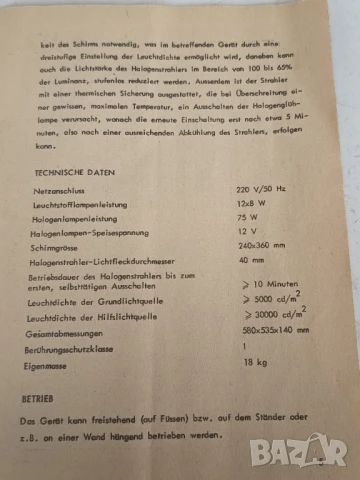 keit des Schirms notwendig, was im betreffenden Gerät durch eine
dreistufige Einstellung der Leuchtdichte ermöglicht wird, daneben kann
auch die Lichtstärke des Halogenstrahlers im Bereich von 100 bis 65%
der Luminanz, stufenlos reduziert werden. Ausserdem ist der Strahler
mit einer thermischen Sicherung ausgestattet, die bei Überschreitung ei-
ner gewissen, maximalen Temperatur, ein Ausschalten der Halogenglüh-
lampe verursacht, wonach die erneute Einschaltung erst nach etwa 5 Mi-
nuten, also nach einer ausreichenden Abkühlung des Strahlers, erfolgen
kann.
TECHNISCHE DATEN
Netzanschluss 220 V/50 Hz
Leuchtstofflampenleistung 12x8 W
Halogenlampenleistung 75 W
Halogenlampen-Speisespannung 12 V
Schirmgrösse 240x360 mm
Halogenstrahler-Lichtfleckdurchmesser 40 mm
Betriebsdauer des Halogenstrahlers bis zum
ersten, selbsttätigen Ausschalten ⩾ 10 Minuten
Leuchtdichte der Grundlichtquelle ⩾ 5000 cd/m²
Leuchtdichte der Hilfslichtquelle ⩾ 30000 cd/m²
Gesamtabmessungen 580x535x140 mm
Berührungsschutzklasse I
Eigenmasse 18 kg
BETRIEB
Das Gerät kann freistehend (auf Füssen) bzw. auf dem Ständer oder
z.B. an einer Wand hängend betrieben werden.
BAZAR.BG